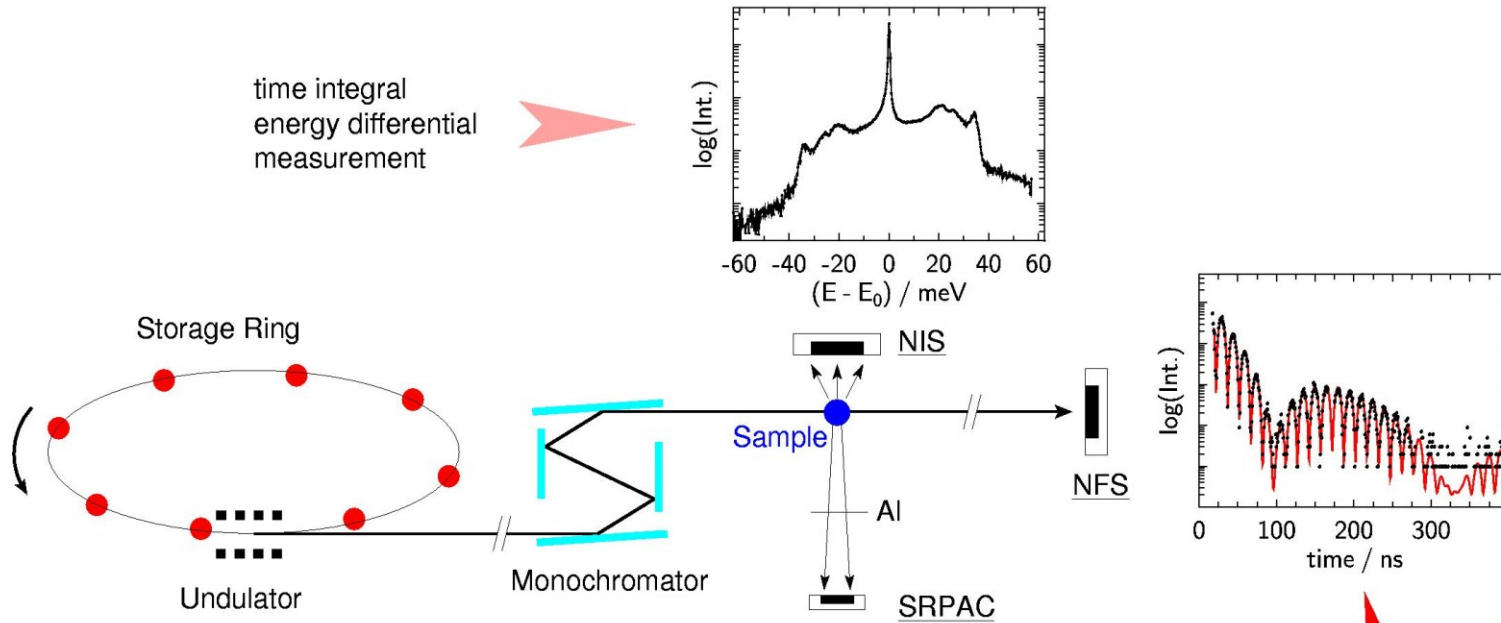 time integral
energy differential
measurement
log(Int.)
-60 -40 -20 0 20 40 60
(E - E₀) / meV
Storage Ring
NIS
Sample
Al
Undulator
Monochromator
SRPAC
NFS
log(Int.)
0 100 200 300
time / ns